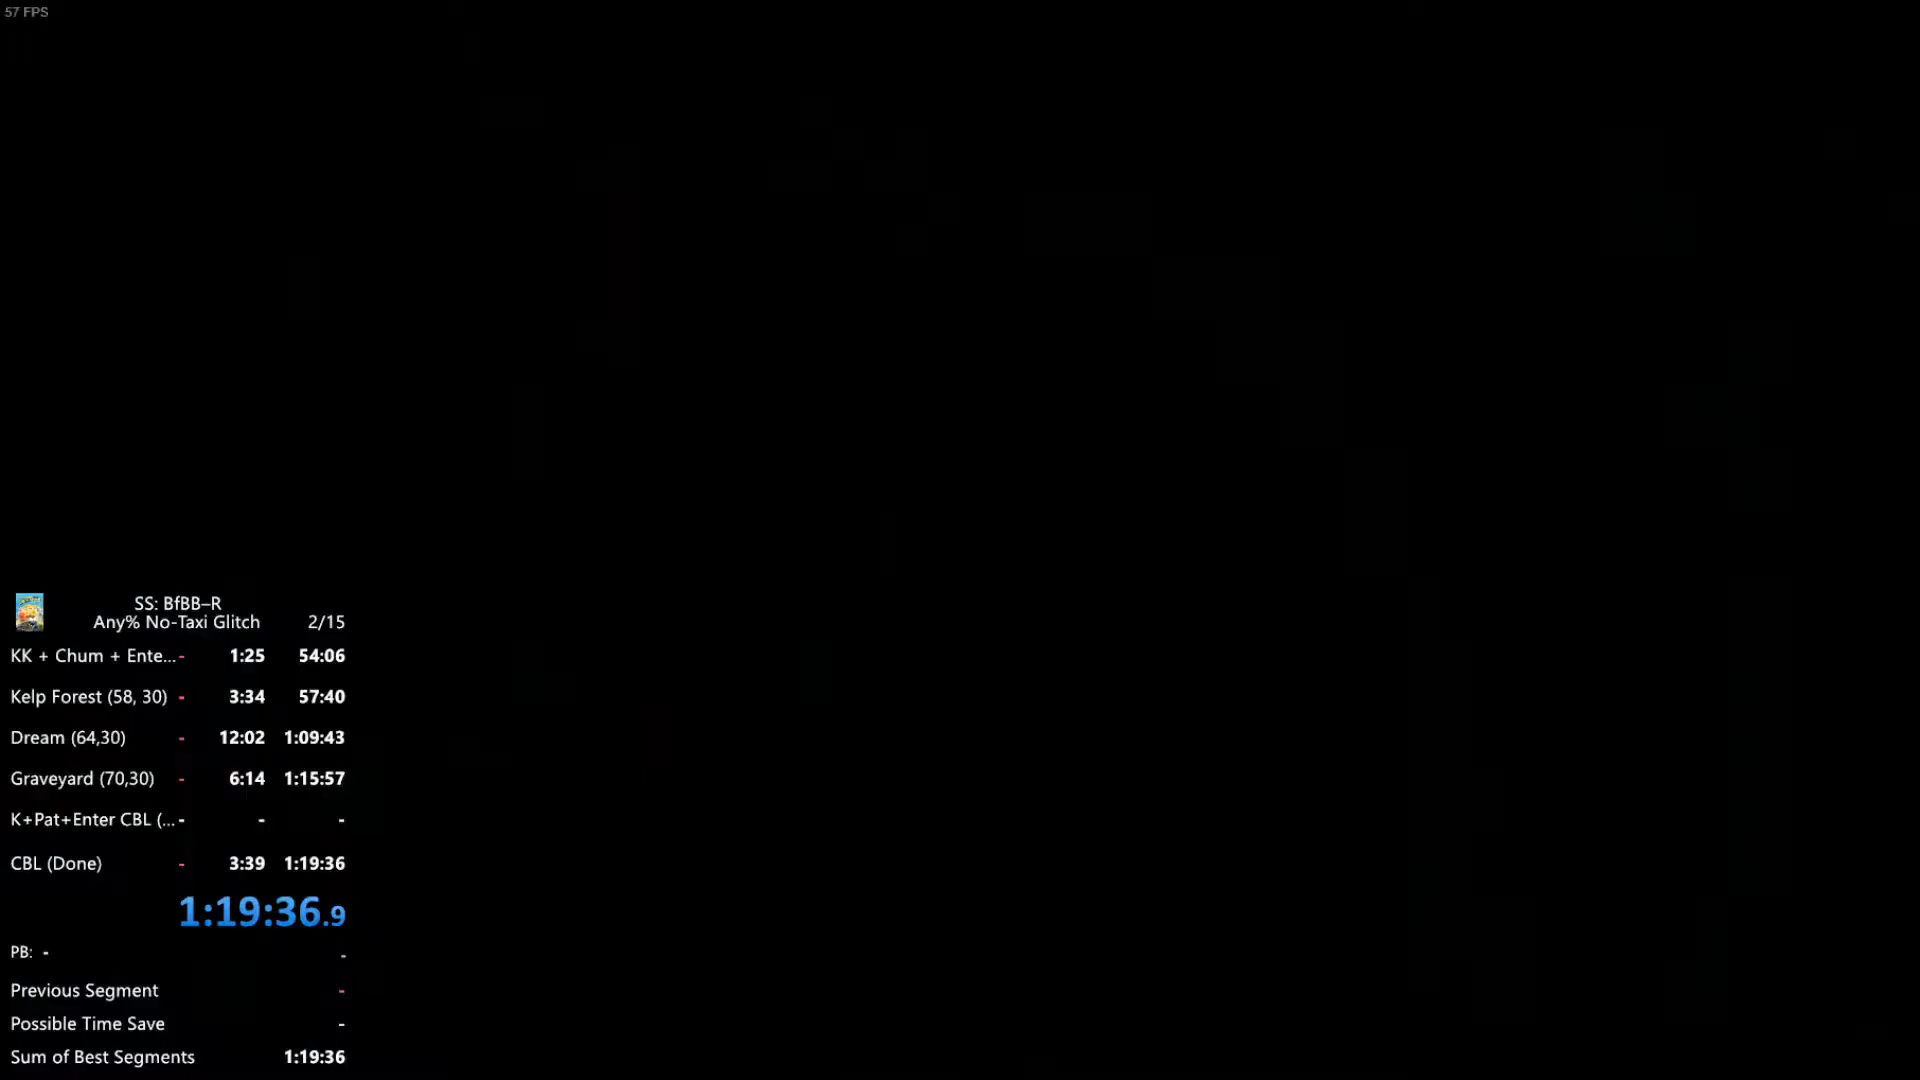 57 FPS
SS: BfBB–R
Any% No-Taxi Glitch 2/15
KK + Chum + Ente... - 1:25 54:06
Kelp Forest (58, 30) - 3:34 57:40
Dream (64,30) - 12:02 1:09:43
Graveyard (70,30) - 6:14 1:15:57
K+Pat+Enter CBL (... - - -
CBL (Done) - 3:39 1:19:36
1:19:36.9
PB: - -
Previous Segment -
Possible Time Save -
Sum of Best Segments 1:19:36